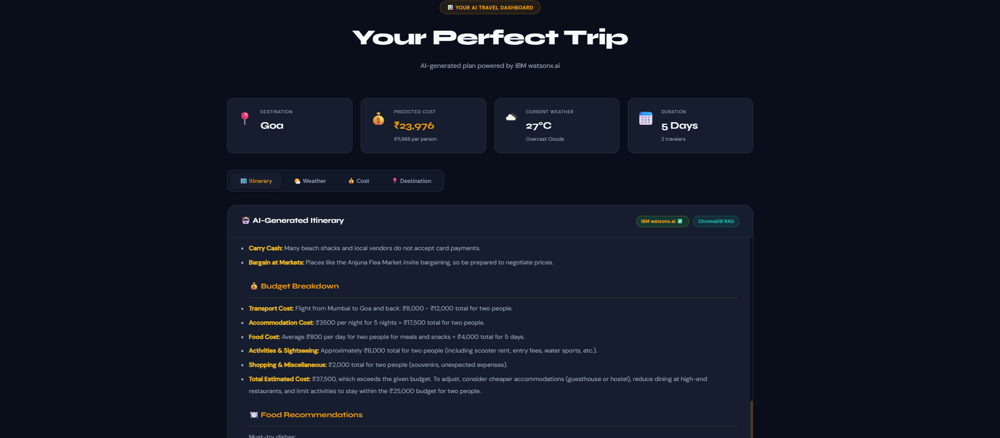 YOUR AI TRAVEL DASHBOARD
Your Perfect Trip
AI-generated plan powered by IBM watsonx.ai
DESTINATION
Goa
PREDICTED COST
₹23,976
₹11,988 per person
CURRENT WEATHER
27°C
Overcast Clouds
DURATION
5 Days
2 travelers
Itinerary
Weather
Cost
Destination
AI-Generated Itinerary
IBM watsonx.ai ✅
ChromaDB RAG
• Carry Cash: Many beach shacks and local vendors do not accept card payments.
• Bargain at Markets: Places like the Anjuna Flea Market invite bargaining, so be prepared to negotiate prices.
Budget Breakdown
• Transport Cost: Flight from Mumbai to Goa and back: ₹8,000 - ₹12,000 total for two people.
• Accommodation Cost: ₹3500 per night for 5 nights = ₹17,500 total for two people.
• Food Cost: Average ₹800 per day for two people for meals and snacks = ₹4,000 total for 5 days.
• Activities & Sightseeing: Approximately ₹6,000 total for two people (including scooter rent, entry fees, water sports, etc.).
• Shopping & Miscellaneous: ₹2,000 total for two people (souvenirs, unexpected expenses).
• Total Estimated Cost: ₹37,500, which exceeds the given budget. To adjust, consider cheaper accommodations (guesthouse or hostel), reduce dining at high-end
restaurants, and limit activities to stay within the ₹25,000 budget for two people.
Food Recommendations
Must-try dishes: